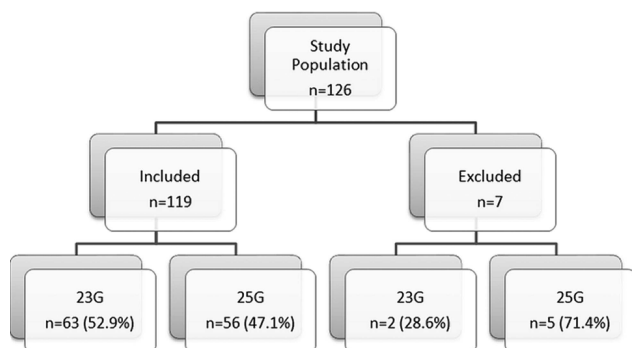 Study
Population
n=126
Included
n=119
Excluded
n=7
23G
n=63 (52.9%)
25G
n=56 (47.1%)
23G
n=2 (28.6%)
25G
n=5 (71.4%)